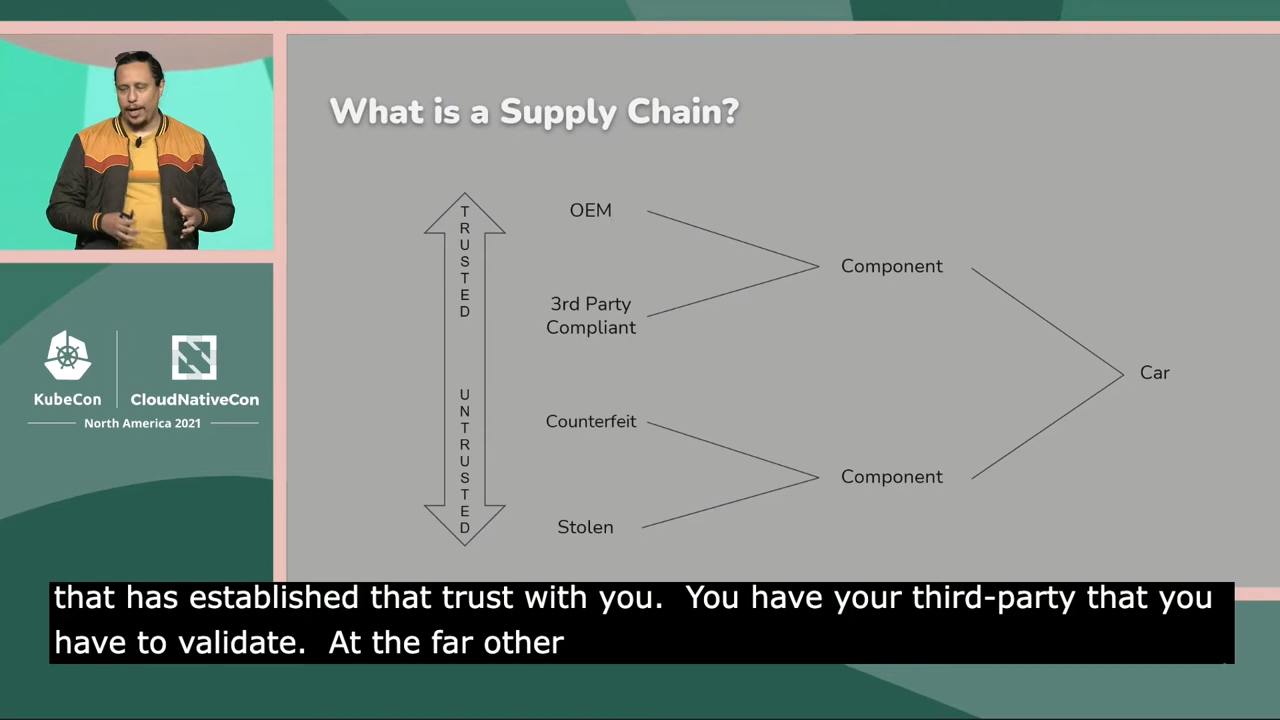 What is a Supply Chain?
TRUSTED
UNTRUSTED
OEM
3rd Party
Compliant
Counterfeit
Stolen
Component
Component
Car
KubeCon
CloudNativeCon
North America 2021
that has established that trust with you. You have your third-party that you
have to validate. At the far other